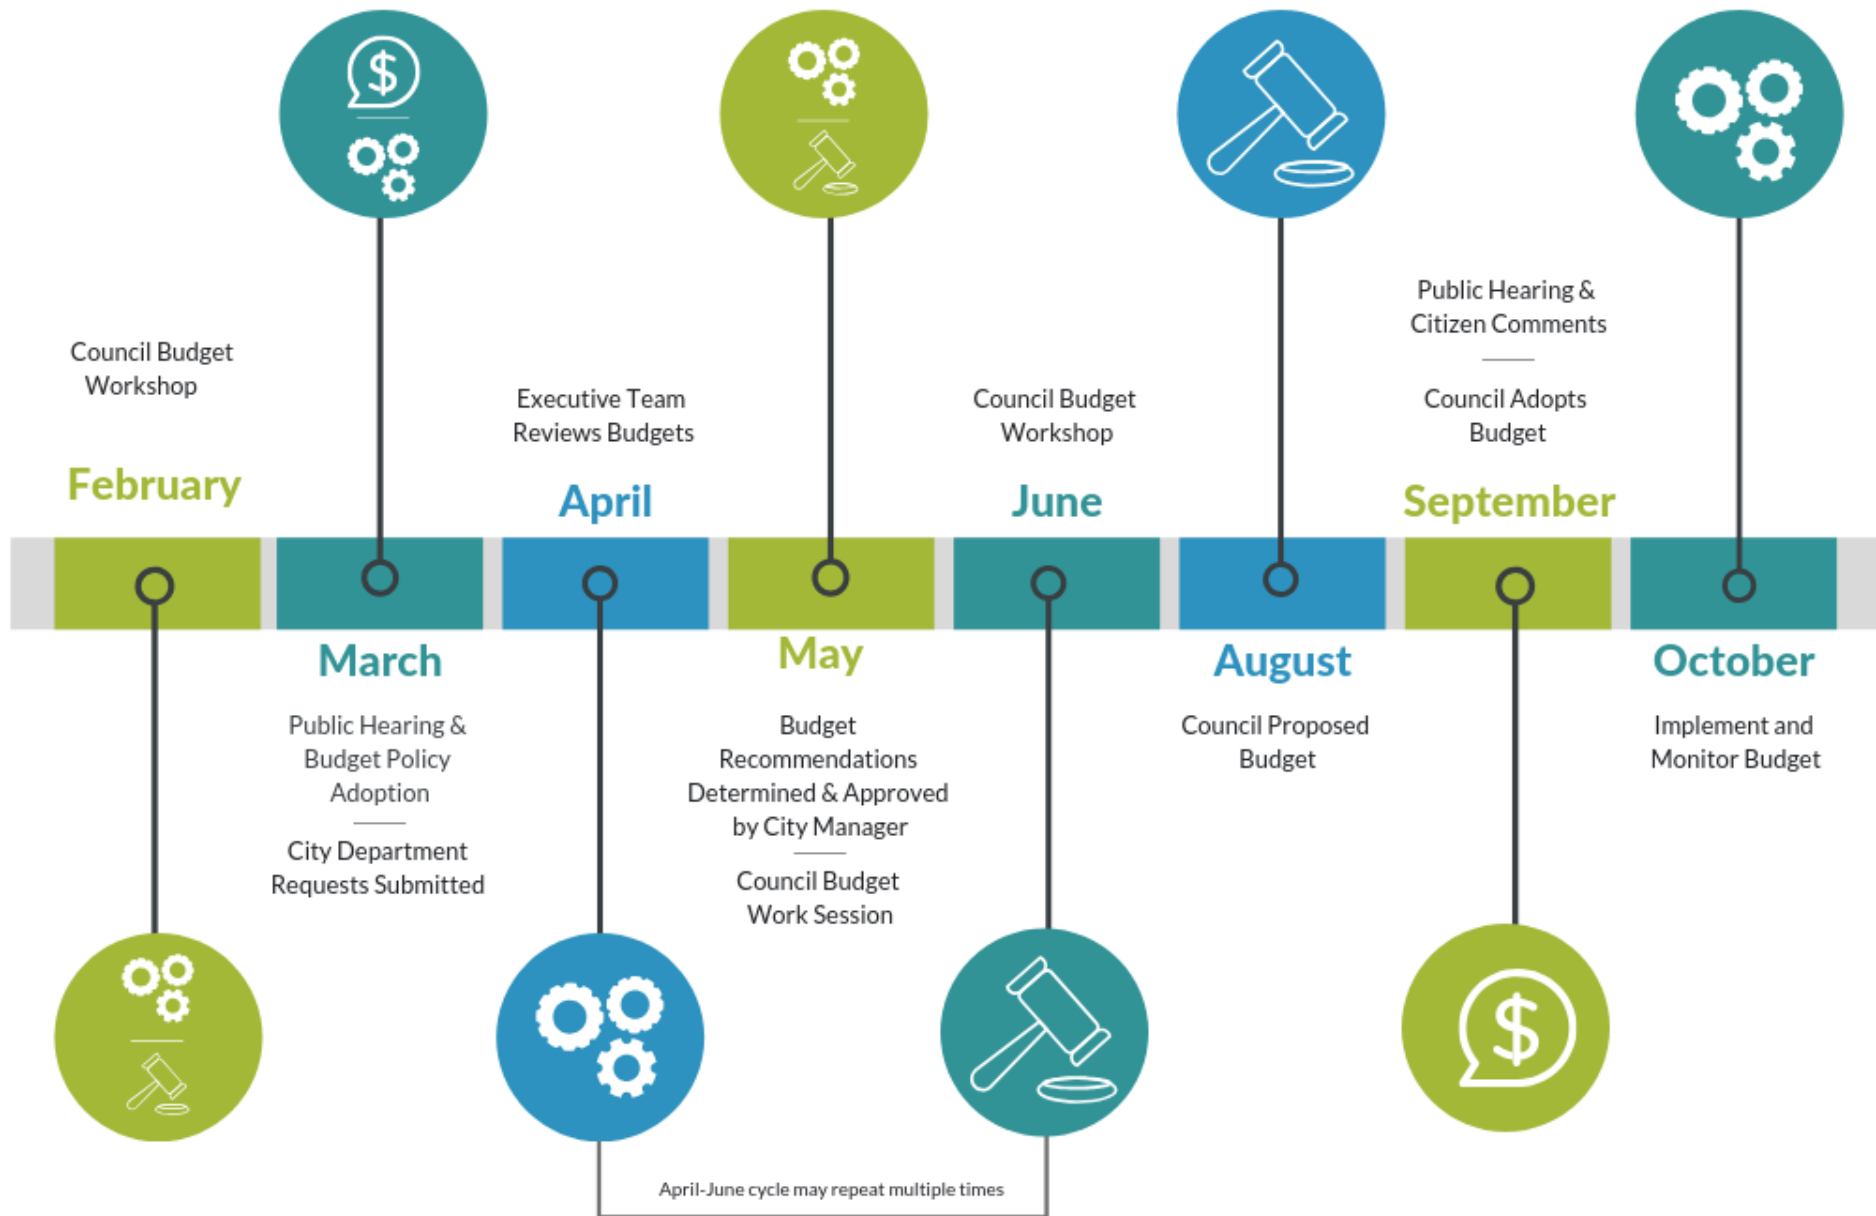 Council Budget
Workshop
February
March
Public Hearing &
Budget Policy
Adoption
City Department
Requests Submitted
Executive Team
Reviews Budgets
April
May
Budget
Recommendations
Determined & Approved
by City Manager
Council Budget
Work Session
Council Budget
Workshop
June
August
Council Proposed
Budget
Public Hearing &
Citizen Comments
Council Adopts
Budget
September
October
Implement and
Monitor Budget
$
$
April-June cycle may repeat multiple times